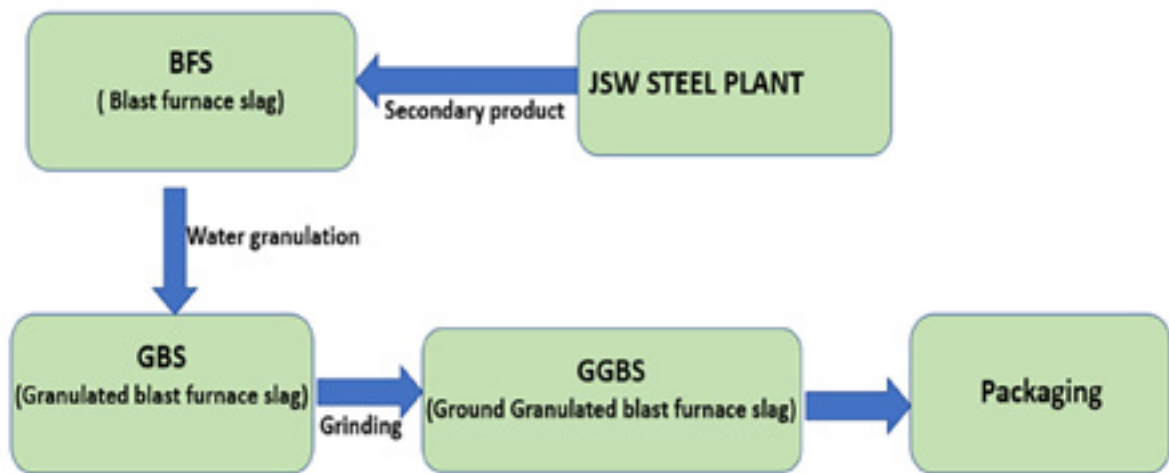 BFS
( Blast furnace slag)
JSW STEEL PLANT
Secondary product
Water granulation
GBS
(Granulated blast furnace slag)
Grinding
GGBS
(Ground Granulated blast furnace slag)
Packaging